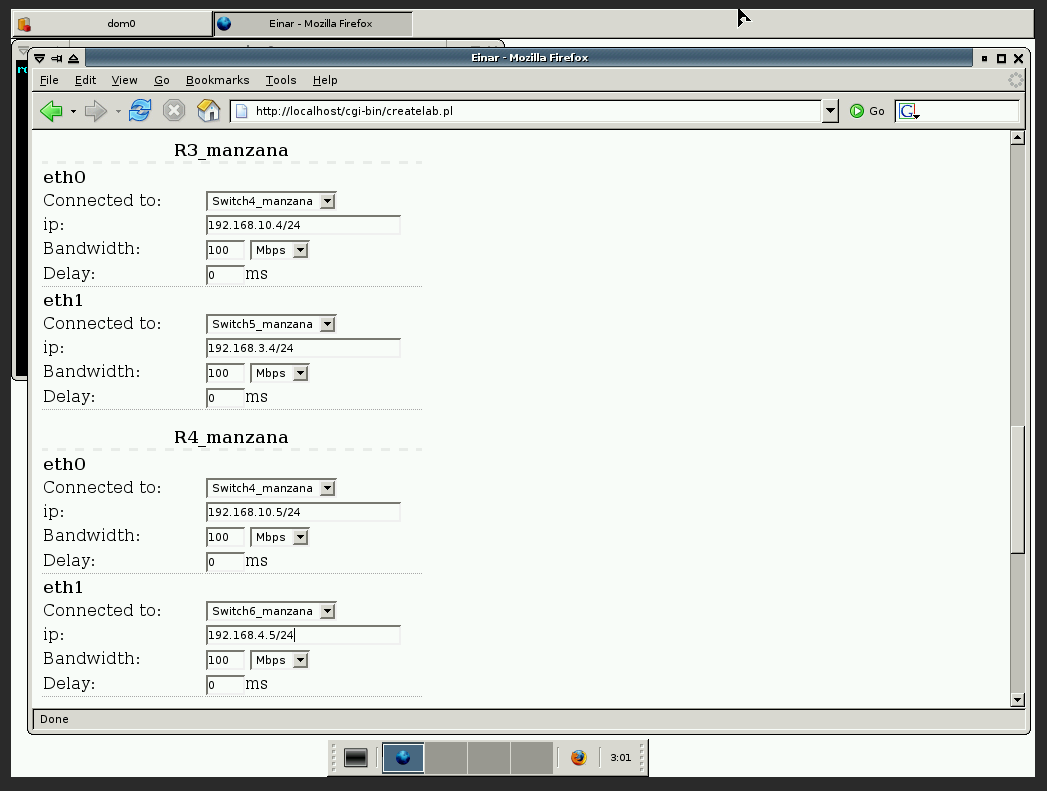 dom0
Einar - Mozilla Firefox
Einar - Mozilla Firefox
File Edit View Go Bookmarks Tools Help
http://localhost/cgi-bin/createlab.pl Go G
R3_manzana
eth0
Connected to: Switch4_manzana
ip: 192.168.10.4/24
Bandwidth: 100 Mbps
Delay: 0 ms
eth1
Connected to: Switch5_manzana
ip: 192.168.3.4/24
Bandwidth: 100 Mbps
Delay: 0 ms
R4_manzana
eth0
Connected to: Switch4_manzana
ip: 192.168.10.5/24
Bandwidth: 100 Mbps
Delay: 0 ms
eth1
Connected to: Switch6_manzana
ip: 192.168.4.5/24
Bandwidth: 100 Mbps
Delay: 0 ms
Done
3:01